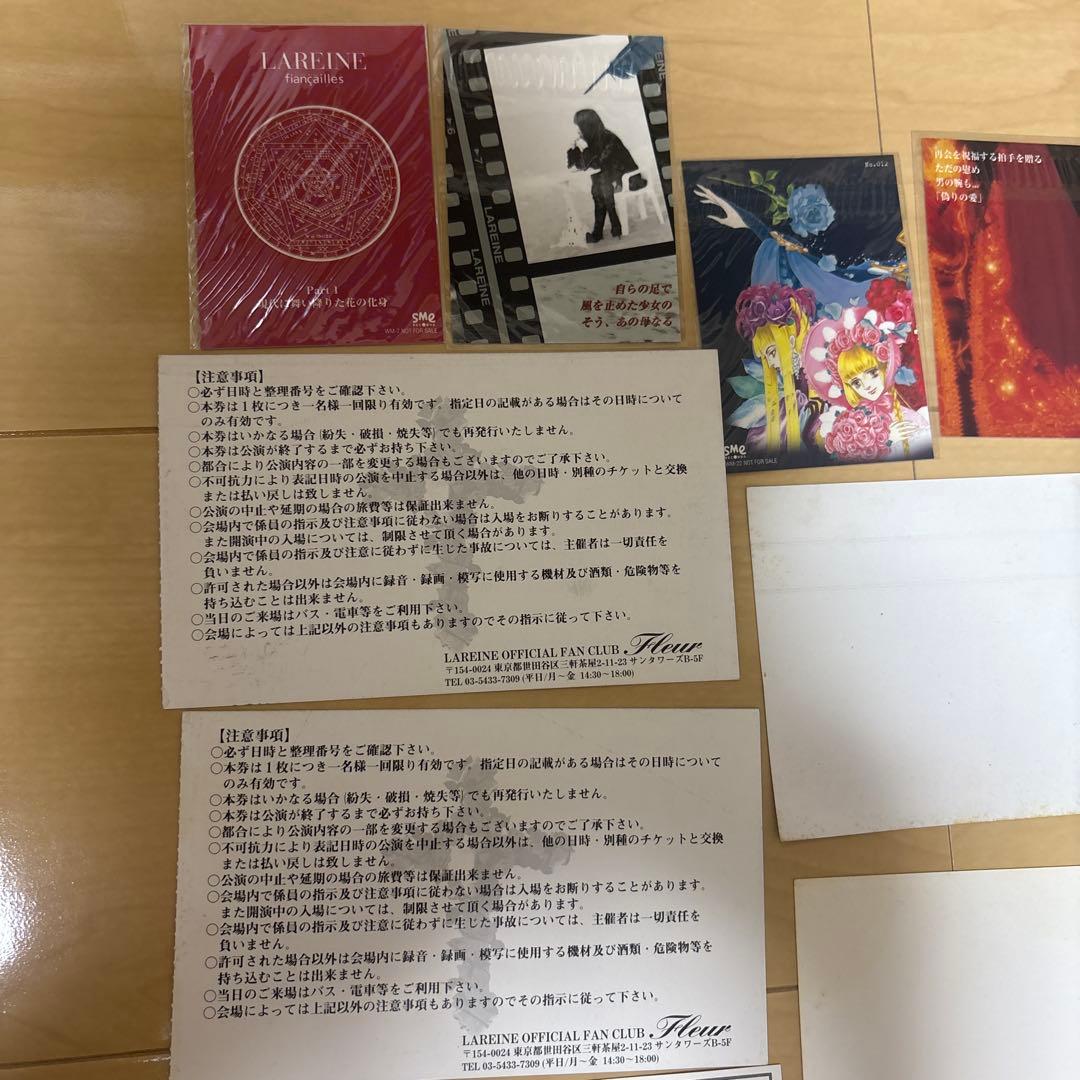 LAREINE
fiançailles
Part 1
現代に舞い降りた花の化身
SMe
RECORDS
WM-7 NOT FOR SALE
EINE
LAREINE
LAREINE
自らの足で
風を止めた少女の
そう、あの母なる
No.012
SMe
RECORDS
WM-22 NOT FOR SALE
再会を祝福する拍手を贈る
ただの慰め
男の腕も...
「偽りの愛」
【注意事項】
○必ず日時と整理番号をご確認下さい。
○本券は1枚につき一名様一回限り有効です。指定日の記載がある場合はその日時について
のみ有効です。
○本券はいかなる場合(紛失・破損・焼失等)でも再発行いたしません。
○本券は公演が終了するまで必ずお持ち下さい。
○都合により公演内容の一部を変更する場合もございますのでご了承下さい。
○不可抗力により表記日時の公演を中止する場合以外は、他の日時・別種のチケットと交換
または払い戻しは致しません。
○公演の中止や延期の場合の旅費等は保証出来ません。
○会場内で係員の指示及び注意事項に従わない場合は入場をお断りすることがあります。
また開演中の入場については、制限させて頂く場合があります。
○会場内で係員の指示及び注意に従わずに生じた事故については、主催者は一切責任を
負いません。
○許可された場合以外は会場内に録音・録画・模写に使用する機材及び酒類・危険物等を
持ち込むことは出来ません。
○当日のご来場はバス・電車等をご利用下さい。
○会場によっては上記以外の注意事項もありますのでその指示に従って下さい。
LAREINE OFFICIAL FAN CLUB Fleur
〒154-0024 東京都世田谷区三軒茶屋2-11-23 サンタワーズB-5F
TEL 03-5433-7309 (平日/月~金 14:30~18:00)
【注意事項】
○必ず日時と整理番号をご確認下さい。
○本券は1枚につき一名様一回限り有効です。指定日の記載がある場合はその日時について
のみ有効です。
○本券はいかなる場合(紛失・破損・焼失等)でも再発行いたしません。
○本券は公演が終了するまで必ずお持ち下さい。
○都合により公演内容の一部を変更する場合もございますのでご了承下さい。
○不可抗力により表記日時の公演を中止する場合以外は、他の日時・別種のチケットと交換
または払い戻しは致しません。
○公演の中止や延期の場合の旅費等は保証出来ません。
○会場内で係員の指示及び注意事項に従わない場合は入場をお断りすることがあります。
また開演中の入場については、制限させて頂く場合があります。
○会場内で係員の指示及び注意に従わずに生じた事故については、主催者は一切責任を
負いません。
○許可された場合以外は会場内に録音・録画・模写に使用する機材及び酒類・危険物等を
持ち込むことは出来ません。
○当日のご来場はバス・電車等をご利用下さい。
○会場によっては上記以外の注意事項もありますのでその指示に従って下さい。
LAREINE OFFICIAL FAN CLUB Fleur
〒154-0024 東京都世田谷区三軒茶屋2-11-23 サンタワーズB-5F
TEL 03-5433-7309 (平日/月~金 14:30~18:00)